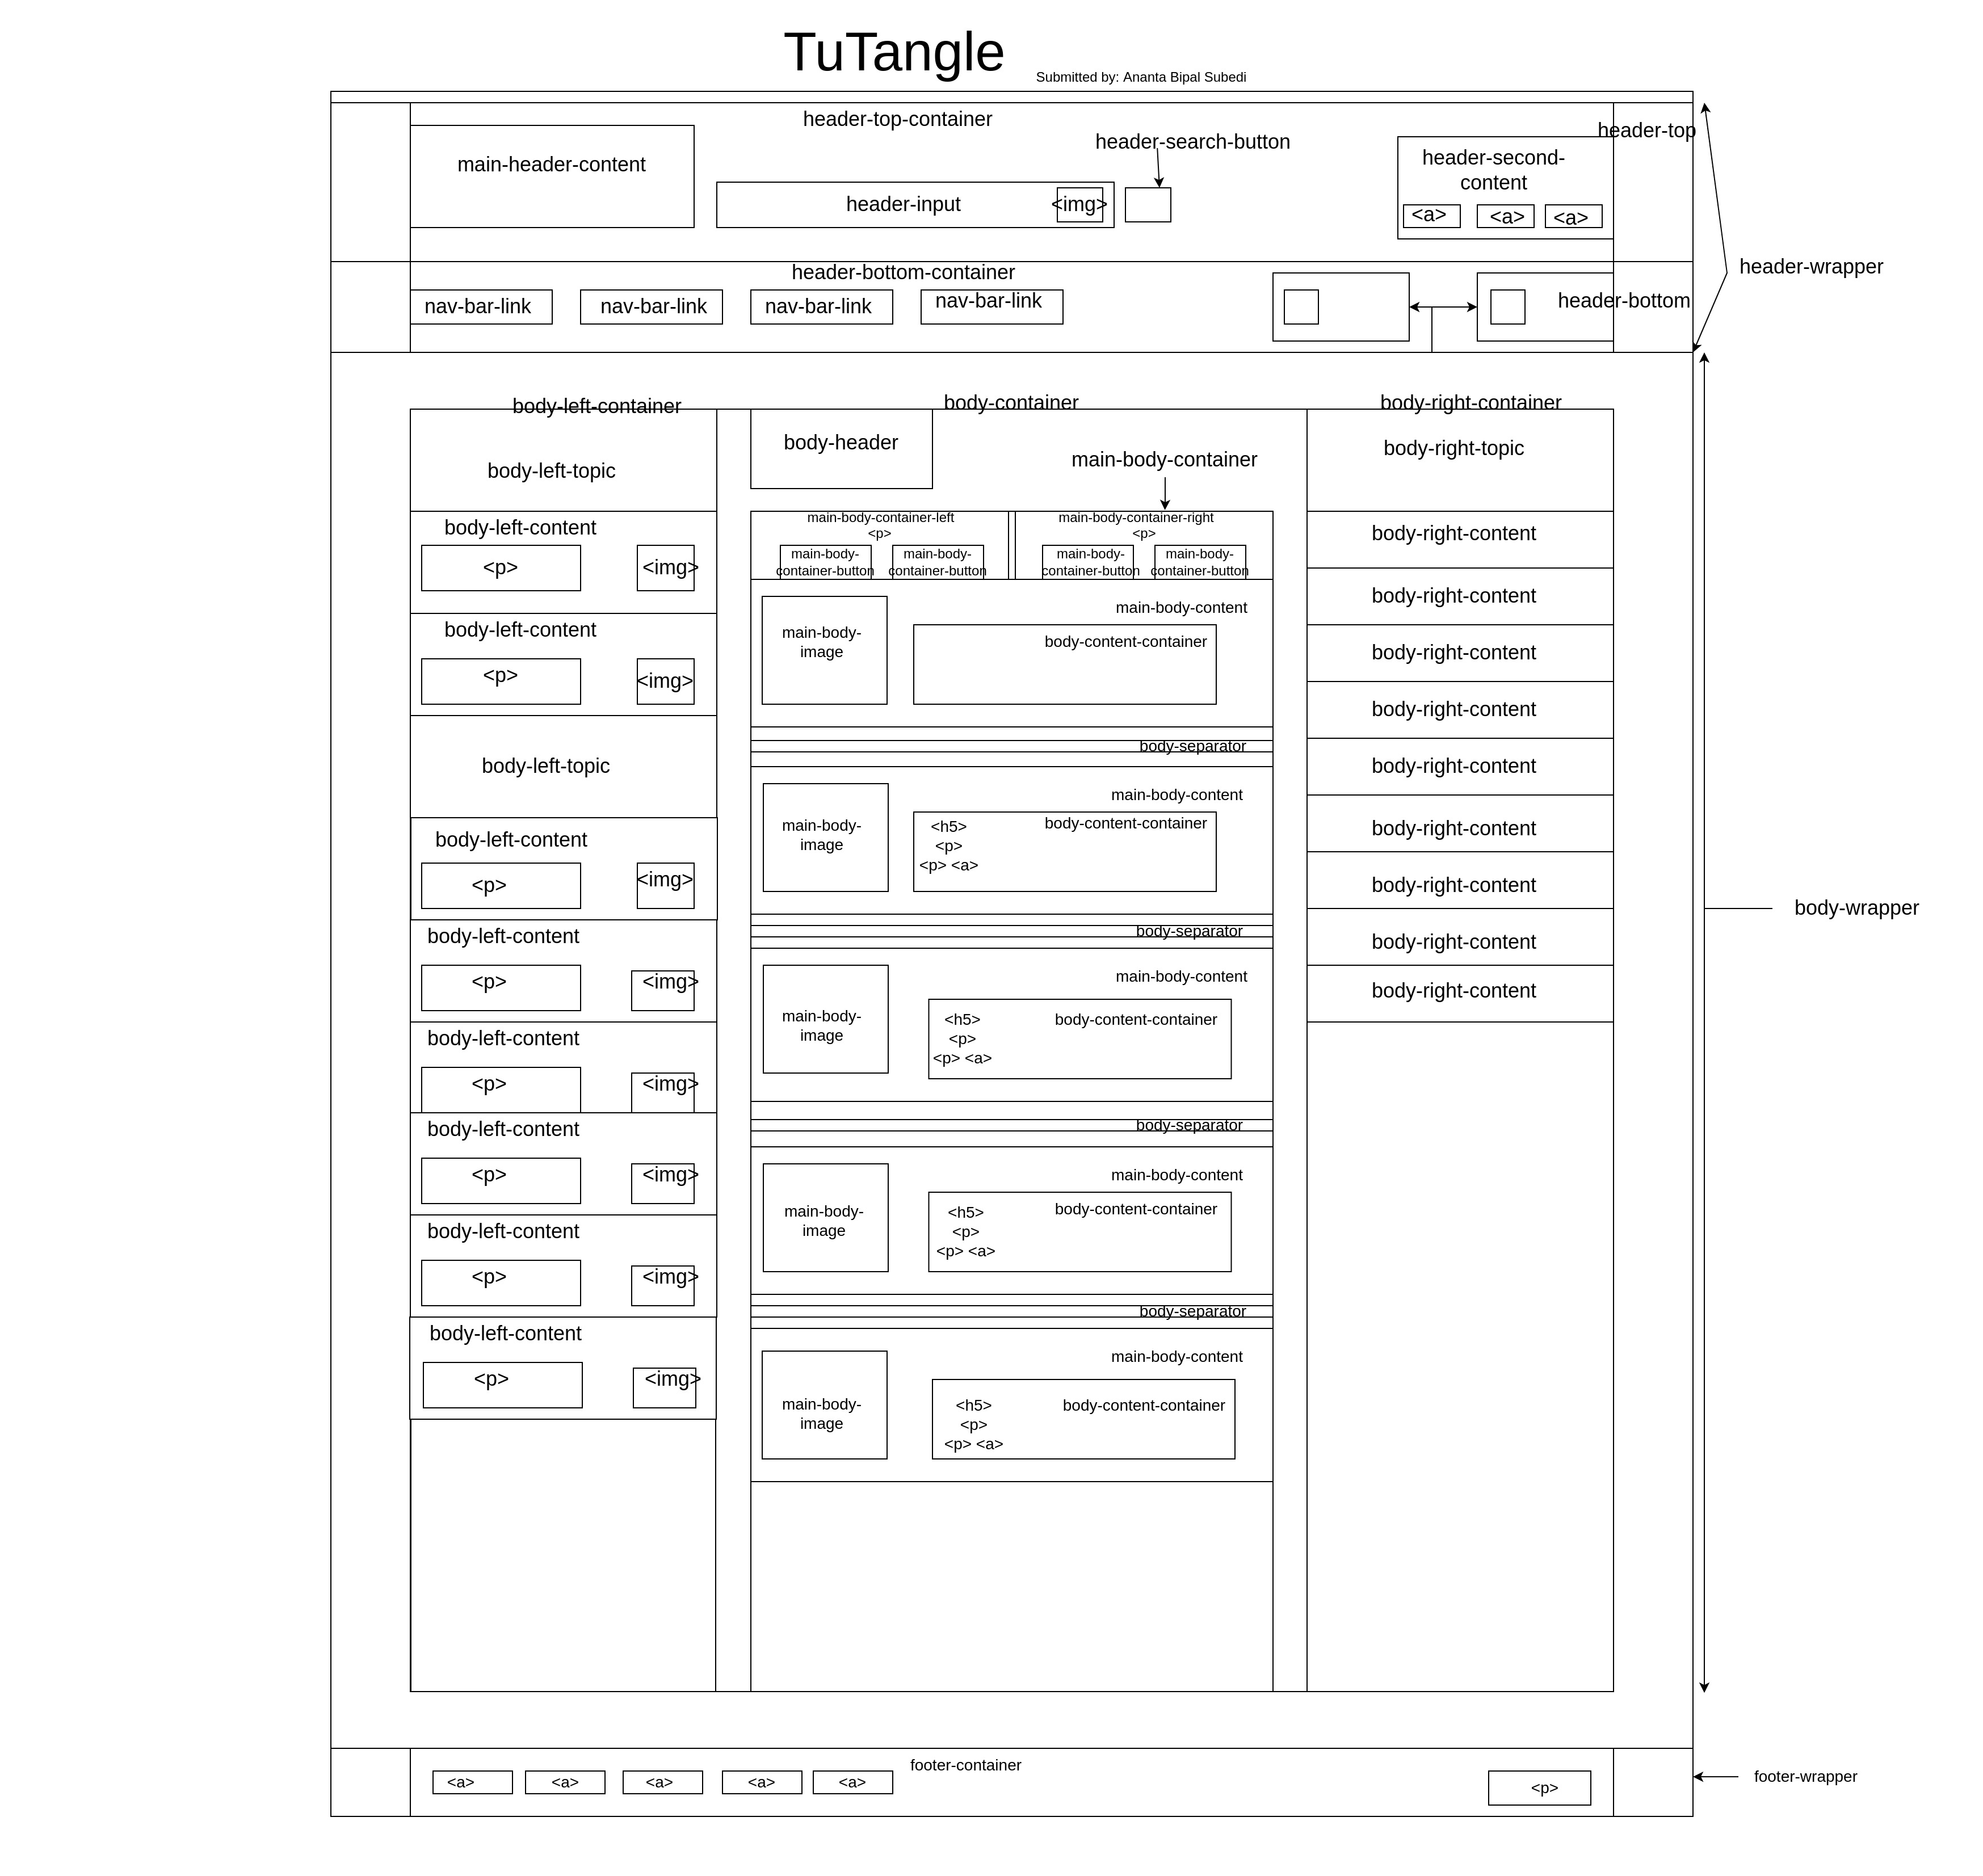 TuTangle
Submitted by: Ananta Bipal Subedi
header-top-container
header-top
header-search-button
main-header-content
header-second-
content
header-input
<img>
<a>
<a>
<a>
header-wrapper
header-bottom-container
nav-bar-link
nav-bar-link
nav-bar-link
nav-bar-link
header-bottom
body-left-container
body-container
body-right-container
body-left-topic
body-left-content
<p>
<img>
body-left-content
<p>
<img>
body-left-topic
body-left-content
<p>
<img>
body-left-content
<p>
<img>
body-left-content
<p>
<img>
body-left-content
<p>
<img>
body-left-content
<p>
<img>
body-left-content
<p>
<img>
body-header
main-body-container
main-body-container-left
<p>
main-body-
container-button
main-body-
container-button
main-body-container-right
<p>
main-body-
container-button
main-body-
container-button
main-body-content
main-body-
image
body-content-container
body-separator
main-body-content
main-body-
image
<h5>
<p>
<p> <a>
body-content-container
body-separator
main-body-content
main-body-
image
<h5>
<p>
<p> <a>
body-content-container
body-separator
main-body-content
main-body-
image
<h5>
<p>
<p> <a>
body-content-container
body-separator
main-body-content
main-body-
image
<h5>
<p>
<p> <a>
body-content-container
body-right-topic
body-right-content
body-right-content
body-right-content
body-right-content
body-right-content
body-right-content
body-right-content
body-right-content
body-right-content
body-wrapper
footer-container
<a>
<a>
<a>
<a>
<a>
<p>
footer-wrapper